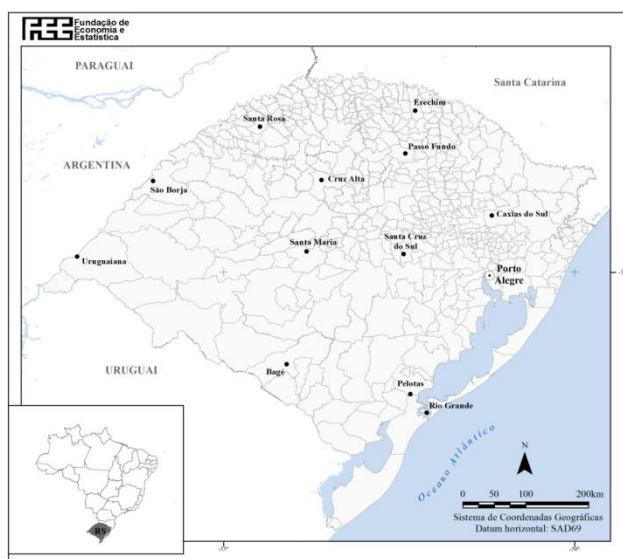 FEE
Fundação de
Economia e
Estatística
PARAGUAI
Santa Catarina
Erechim
Santa Rosa
Passo Fundo
ARGENTINA
Cruz Alta
São Borja
Caxias do Sul
Santa Maria
Santa Cruz
do Sul
Uruguaiana
Porto
Alegre
URUGUAI
Bagé
Pelotas
Rio Grande
Oceano Atlântico
N
RS
0 50 100 200km
Sistema de Coordenadas Geográficas
Datum horizontal: SAD69